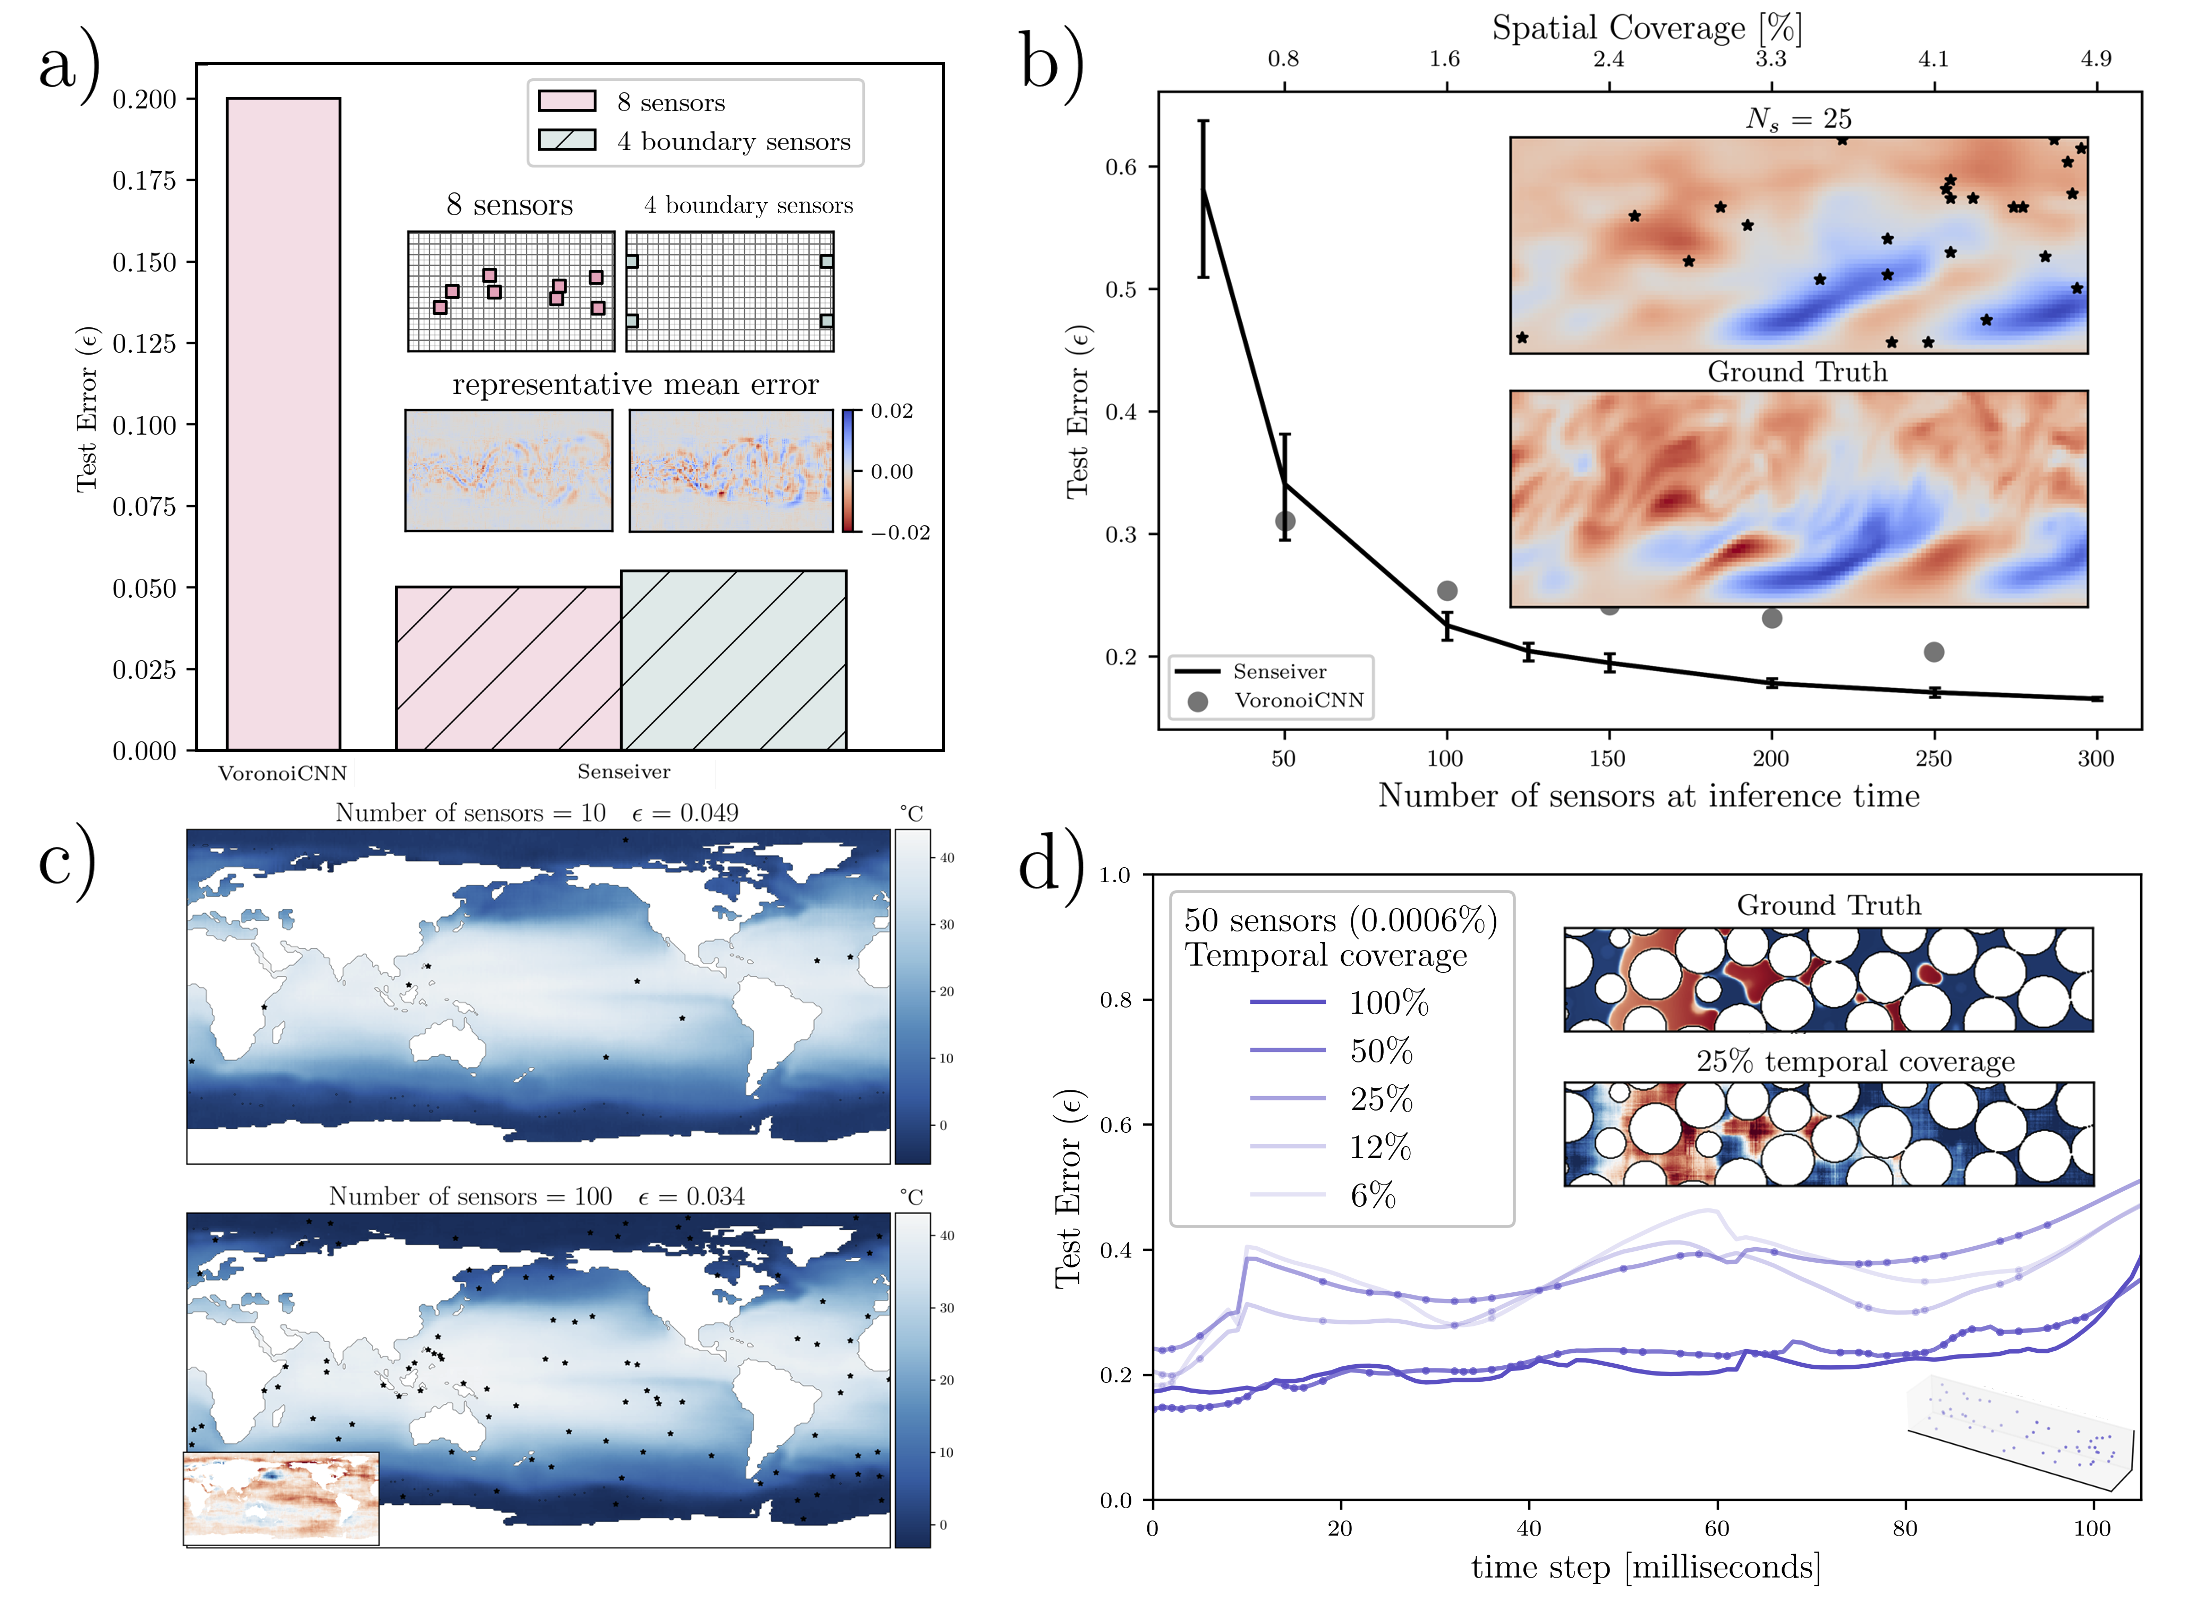 a)
0.200
0.175
0.150
0.125
0.100
0.075
0.050
0.025
0.000
Test Error (ϵ)
8 sensors
4 boundary sensors
8 sensors
4 boundary sensors
representative mean error
0.02
0.00
−0.02
VoronoiCNN
Senseiver
b)
Spatial Coverage [%]
0.8 1.6 2.4 3.3 4.1 4.9
0.6
0.5
0.4
0.3
0.2
Test Error (ϵ)
Nₛ = 25
Ground Truth
Senseiver
VoronoiCNN
50 100 150 200 250 300
Number of sensors at inference time
c)
Number of sensors = 10 ϵ = 0.049
°C
40
30
20
10
0
Number of sensors = 100 ϵ = 0.034
°C
40
30
20
10
0
d)
1.0
0.8
0.6
0.4
0.2
0.0
Test Error (ϵ)
50 sensors (0.0006%)
Temporal coverage
100%
50%
25%
12%
6%
Ground Truth
25% temporal coverage
0 20 40 60 80 100
time step [milliseconds]